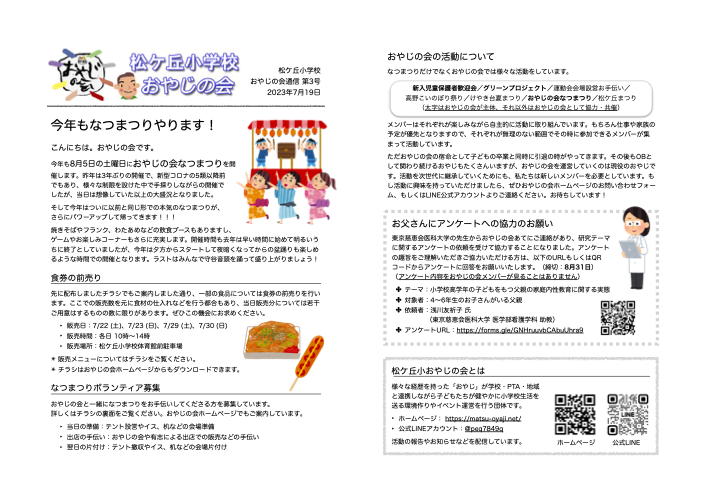 おやじの会
松ケ丘小学校
おやじの会
松ケ丘小学校
おやじの会通信 第3号
2023年7月19日
今年もなつまつりやります！
こんにちは。おやじの会です。
今年も8月5日の土曜日におやじの会なつまつりを開
催します。昨年は3年ぶりの開催で、新型コロナの5類以降前
でもあり、様々な制限を設けた中で手探りしながらの開催で
したが、当日は想像していた以上の大盛況となりました。
そして今年はついに以前と同じ形での本気のなつまつりが、
さらにパワーアップして帰ってきます！！！
焼きそばやフランク、わたあめなどの飲食ブースもありますし、
ゲームやお楽しみコーナーもさらに充実します。開催時間も去年は早い時間に始めて明るいう
ちに終了としていましたが、今年は夕方からスタートして夜暗くなってからの盆踊りも楽しめ
るような時間での開催となります。ラストはみんなで守谷音頭を踊って盛り上がりましょう！
食券の前売り
先に配布しましたチラシでもご案内しました通り、一部の食品については食券の前売りを行い
ます。ここでの販売数を元に食材の仕入れなどを行う都合もあり、当日販売分については若干
ご用意はするものの数に限りがあります。ぜひこの機会にお求めください。
・ 販売日：7/22 (土)、7/23 (日)、7/29 (土)、7/30 (日)
・ 販売時間：各日 10時〜14時
・ 販売場所：松ケ丘小学校体育館前駐車場
* 販売メニューについてはチラシをご覧ください。
* チラシはおやじの会ホームページからもダウンロードできます。
なつまつりボランティア募集
おやじの会と一緒になつまつりをお手伝いしてくださる方を募集しています。
詳しくはチラシの裏面をご覧ください。おやじの会ホームページでもご案内しています。
・ 当日の準備：テント設営やイス、机などの会場準備
・ 出店の手伝い：おやじの会や有志による出店での販売などの手伝い
・ 翌日の片付け：テント撤収やイス、机などの会場片付け
おやじの会の活動について
なつまつりだけでなくおやじの会では様々な活動をしています。
新入児童保護者歓迎会／グリーンプロジェクト／運動会会場設営お手伝い／
高野こいのぼり祭り／けやき台夏まつり／おやじの会なつまつり／松ケ丘まつり
（太字はおやじの会が主体、それ以外はおやじの会として協力・共催）
メンバーはそれぞれが楽しみながら自主的に活動に取り組んでいます。もちろん仕事や家族の
予定が優先となりますので、それぞれが無理のない範囲でその時に参加できるメンバーが集
まって活動しています。
ただおやじの会の宿命として子どもの卒業と同時に引退の時がやってきます。その後もOBと
して関わり続けるおやじもたくさんいますが、おやじの会を運営していくのは現役のおやじで
す。活動を次世代に継承していくためにも、私たちは新しいメンバーを必要としています。も
し活動に興味を持っていただけましたら、ぜひおやじの会ホームページのお問い合わせフォー
ム、もしくはLINE公式アカウントよりご連絡ください。お待ちしています！
お父さんにアンケートへの協力のお願い
東京慈恵会医科大学の先生からおやじの会あてにご連絡があり、研究テーマ
に関するアンケートの依頼を受けて協力することになりました。アンケート
の趣旨をご理解いただきご協力いただける方は、以下のURLもしくはQR
コードからアンケートに回答をお願いいたします。（締切：8月31日）
（アンケート内容をおやじの会メンバーが見ることはありません）
✤ テーマ：小学校高学年の子どもをもつ父親の家庭内性教育に関する実態
✤ 対象者：4〜6年生のお子さんがいる父親
✤ 依頼者：浅川友祈子 氏
（東京慈恵会医科大学 医学部看護学科 助教）
✤ アンケートURL：https://forms.gle/GNHruuvbCAbuUhra9
松ケ丘小おやじの会とは
様々な経歴を持った「おやじ」が学校・PTA・地域
と連携しながら子どもたちが健やかに小学校生活を
送る環境作りやイベント運営を行う団体です。
・ ホームページ： https://matsu-oyaji.net/
・ 公式LINEアカウント：@peq7849q
活動の報告やお知らせなどを配信しています。
LINE
ホームページ
公式LINE